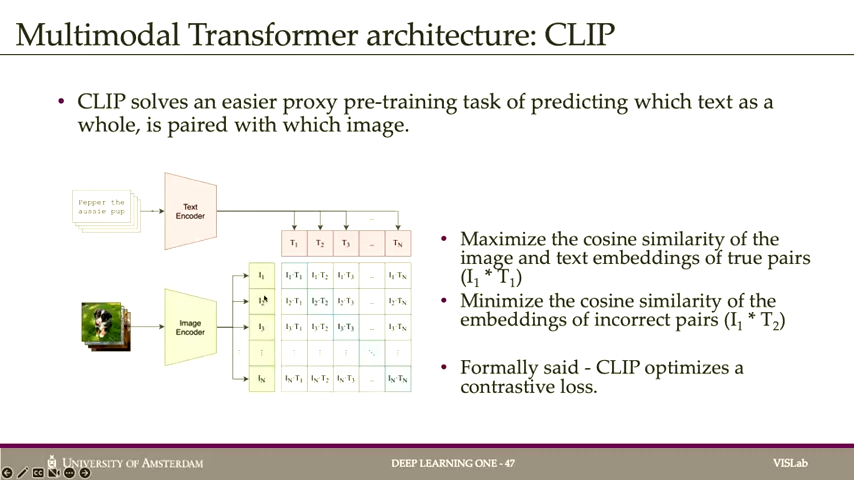 Multimodal Transformer architecture: CLIP
• CLIP solves an easier proxy pre-training task of predicting which text as a
whole, is paired with which image.
Pepper the
aussie pup
Text
Encoder
...
T1 T2 T3 ... TN
I1 I1·T1 I1·T2 I1·T3 ... I1·TN
I2 I2·T1 I2·T2 I2·T3 ... I2·TN
Image
Encoder
I3 I3·T1 I3·T2 I3·T3 ... I3·TN
⋮ ⋮ ⋮ ⋮ ⋮ ⋱ ⋮
IN IN·T1 IN·T2 IN·T3 ... IN·TN
• Maximize the cosine similarity of the
image and text embeddings of true pairs
(I1 * T1)
• Minimize the cosine similarity of the
embeddings of incorrect pairs (I1 * T2)
• Formally said - CLIP optimizes a
contrastive loss.
UNIVERSITY OF AMSTERDAM
DEEP LEARNING ONE - 47
VISLab